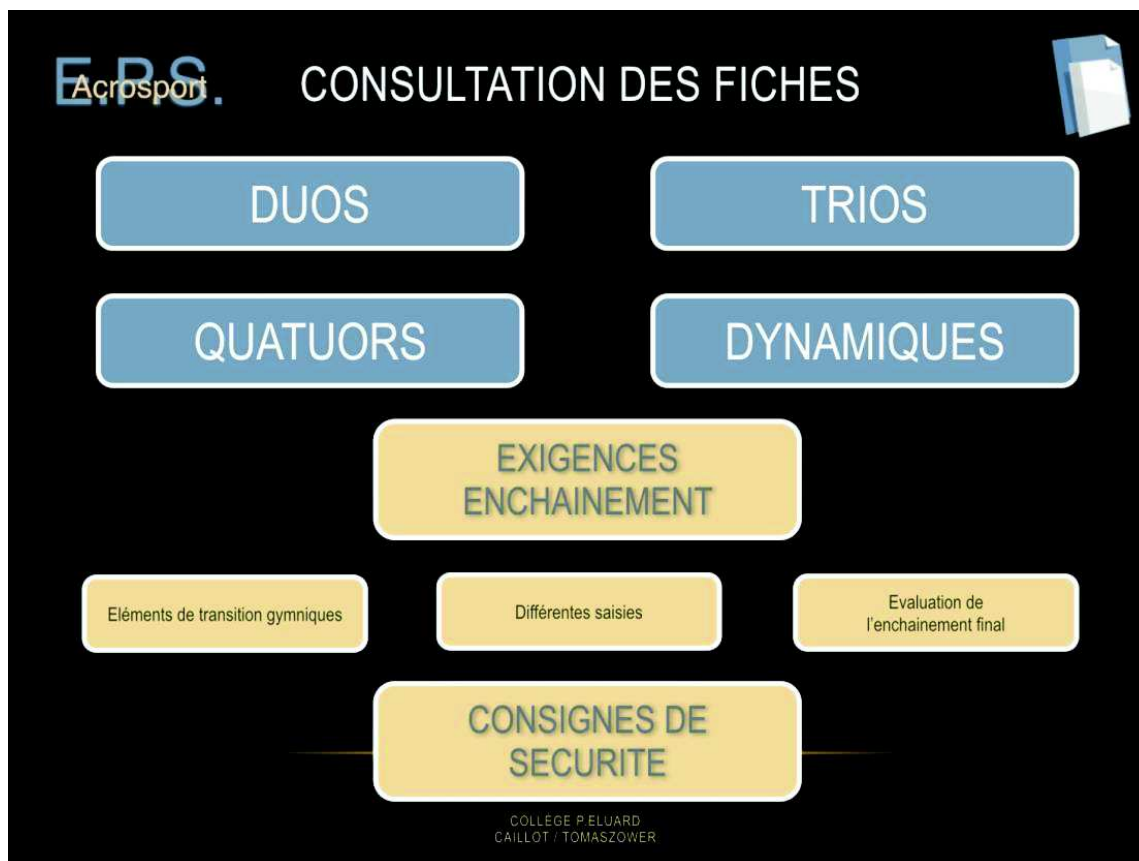 E.P.S.
Acrosport
CONSULTATION DES FICHES
DUOS
TRIOS
QUATUORS
DYNAMIQUES
EXIGENCES
ENCHAINEMENT
Eléments de transition gymniques
Différentes saisies
Evaluation de
l'enchainement final
CONSIGNES DE
SECURITE
COLLÈGE P.ELUARD
CAILLOT / TOMASZOWER